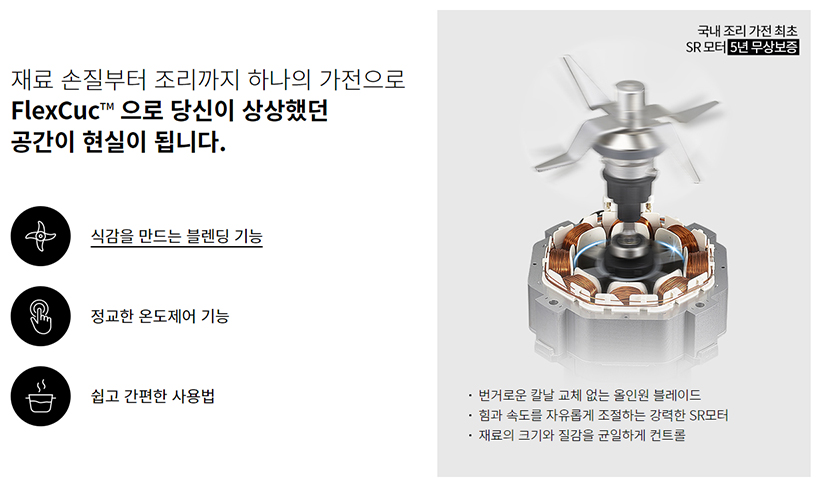 재료 손질부터 조리까지 하나의 가전으로
FlexCuc™ 으로 당신이 상상했던
공간이 현실이 됩니다.
식감을 만드는 블렌딩 기능
정교한 온도제어 기능
쉽고 간편한 사용법
국내 조리 가전 최초
SR 모터 5년 무상보증
· 번거로운 칼날 교체 없는 올인원 블레이드
· 힘과 속도를 자유롭게 조절하는 강력한 SR모터
· 재료의 크기와 질감을 균일하게 컨트롤